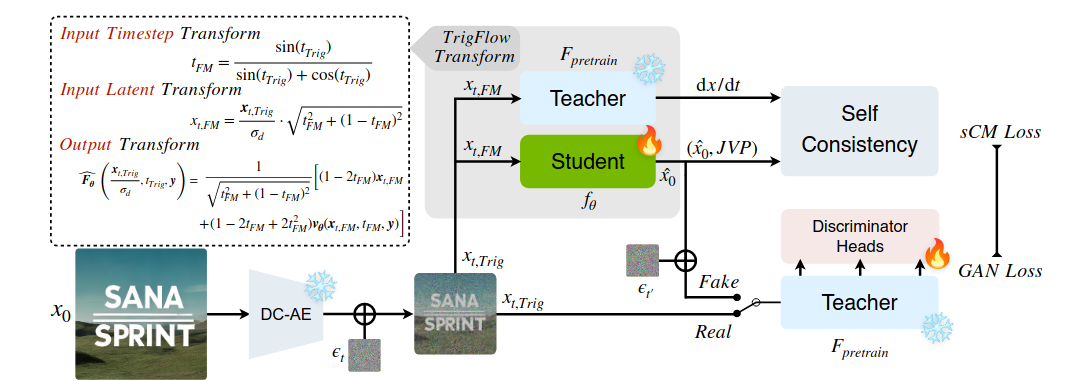 Input Timestep Transform
t_{FM} = \frac{\sin(t_{Trig})}{\sin(t_{Trig}) + \cos(t_{Trig})}
Input Latent Transform
x_{t,FM} = \frac{x_{t,Trig}}{\sigma_d} \cdot \sqrt{t_{FM}^2 + (1 - t_{FM})^2}
Output Transform
\widehat{F_\theta}\left(\frac{x_{t,Trig}}{\sigma_d}, t_{Trig}, y\right) = \frac{1}{\sqrt{t_{FM}^2 + (1 - t_{FM})^2}}\Big[(1 - 2t_{FM})x_{t,FM}
+(1 - 2t_{FM} + 2t_{FM}^2)v_\theta(x_{t,FM}, t_{FM}, y)\Big]
TrigFlow
Transform
F_{pretrain}
x_{t,FM}
Teacher
dx/dt
x_{t,FM}
Student
(\hat{x}_0, JVP)
\hat{x}_0
f_\theta
Self
Consistency
sCM Loss
Discriminator
Heads
GAN Loss
x_0
SANA
SPRINT
DC-AE
ϵ_t
SANA
SPRINT
x_{t,Trig}
x_{t,Trig}
ϵ_{t'}
Fake
Real
Teacher
F_{pretrain}